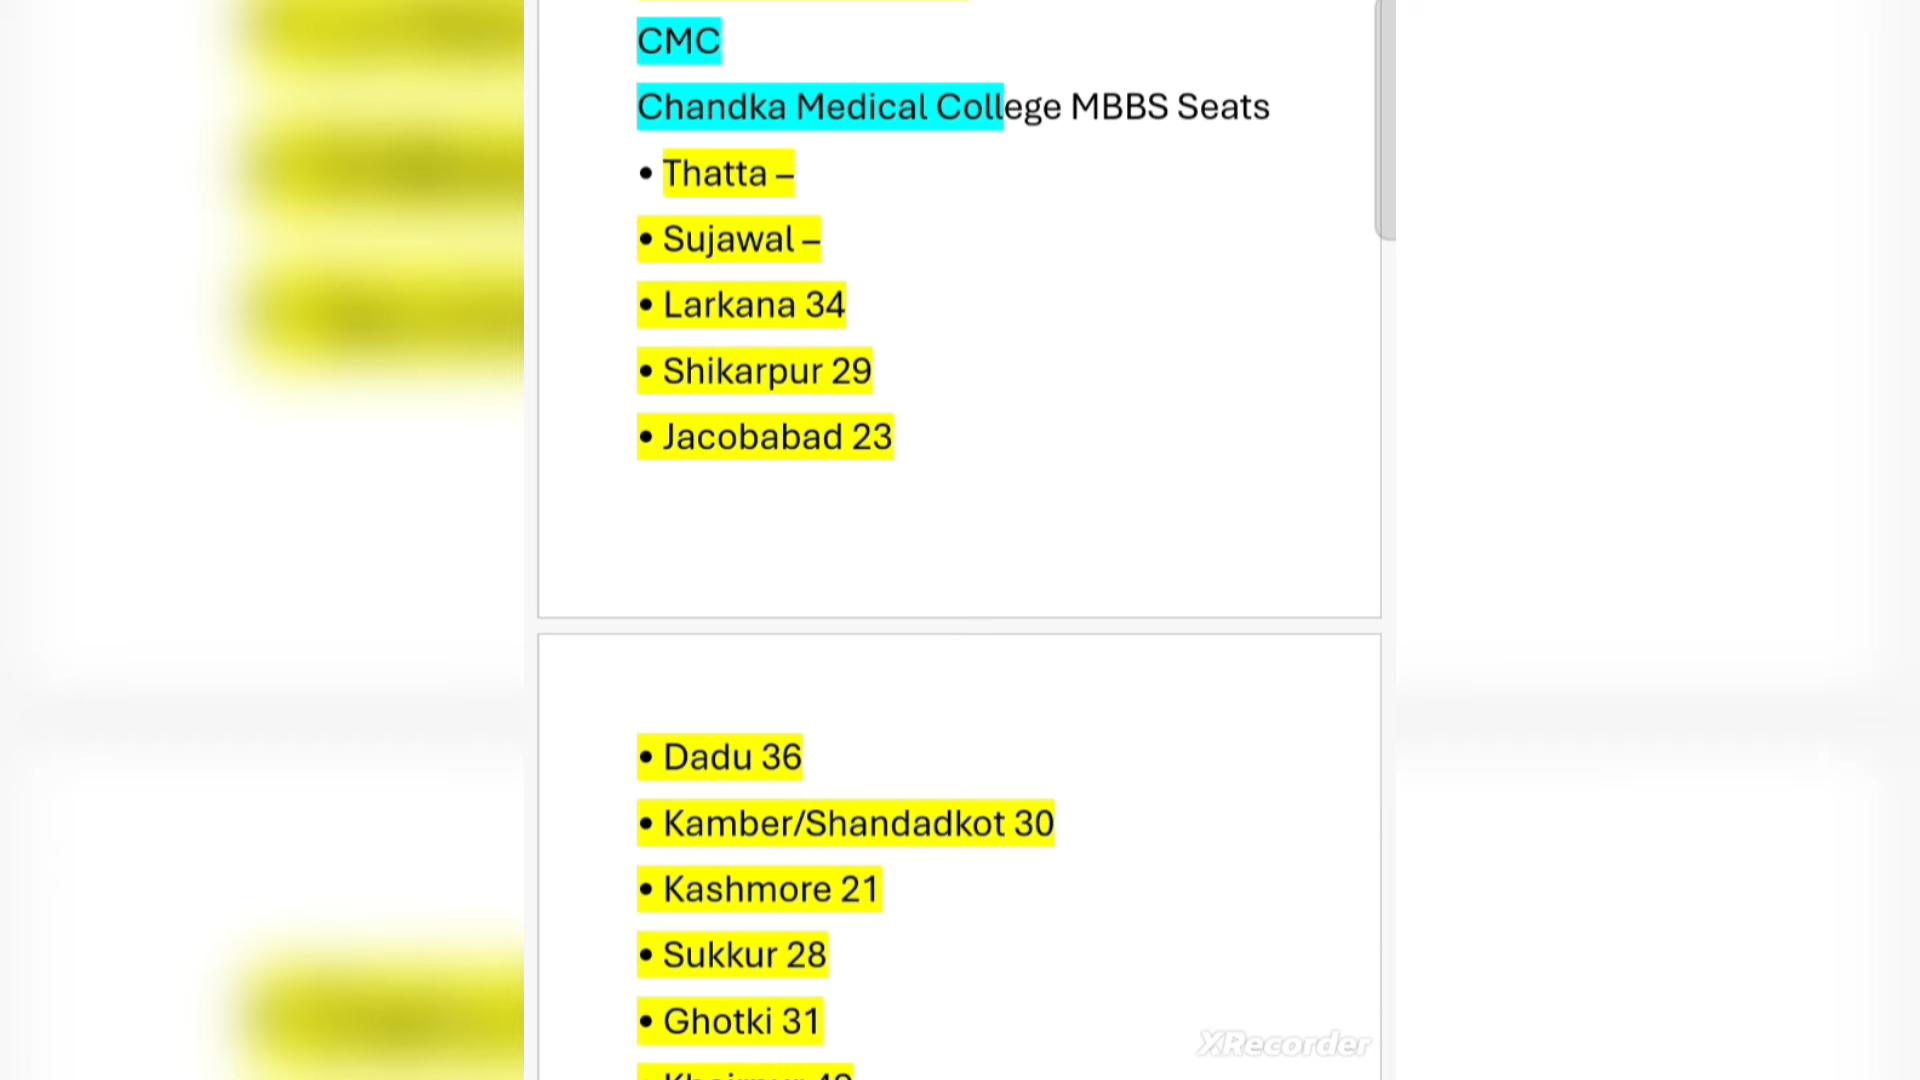 CMC
Chandka Medical College MBBS Seats
• Thatta –
• Sujawal –
• Larkana 34
• Shikarpur 29
• Jacobabad 23
• Dadu 36
• Kamber/Shandadkot 30
• Kashmore 21
• Sukkur 28
• Ghotki 31
XRecorder